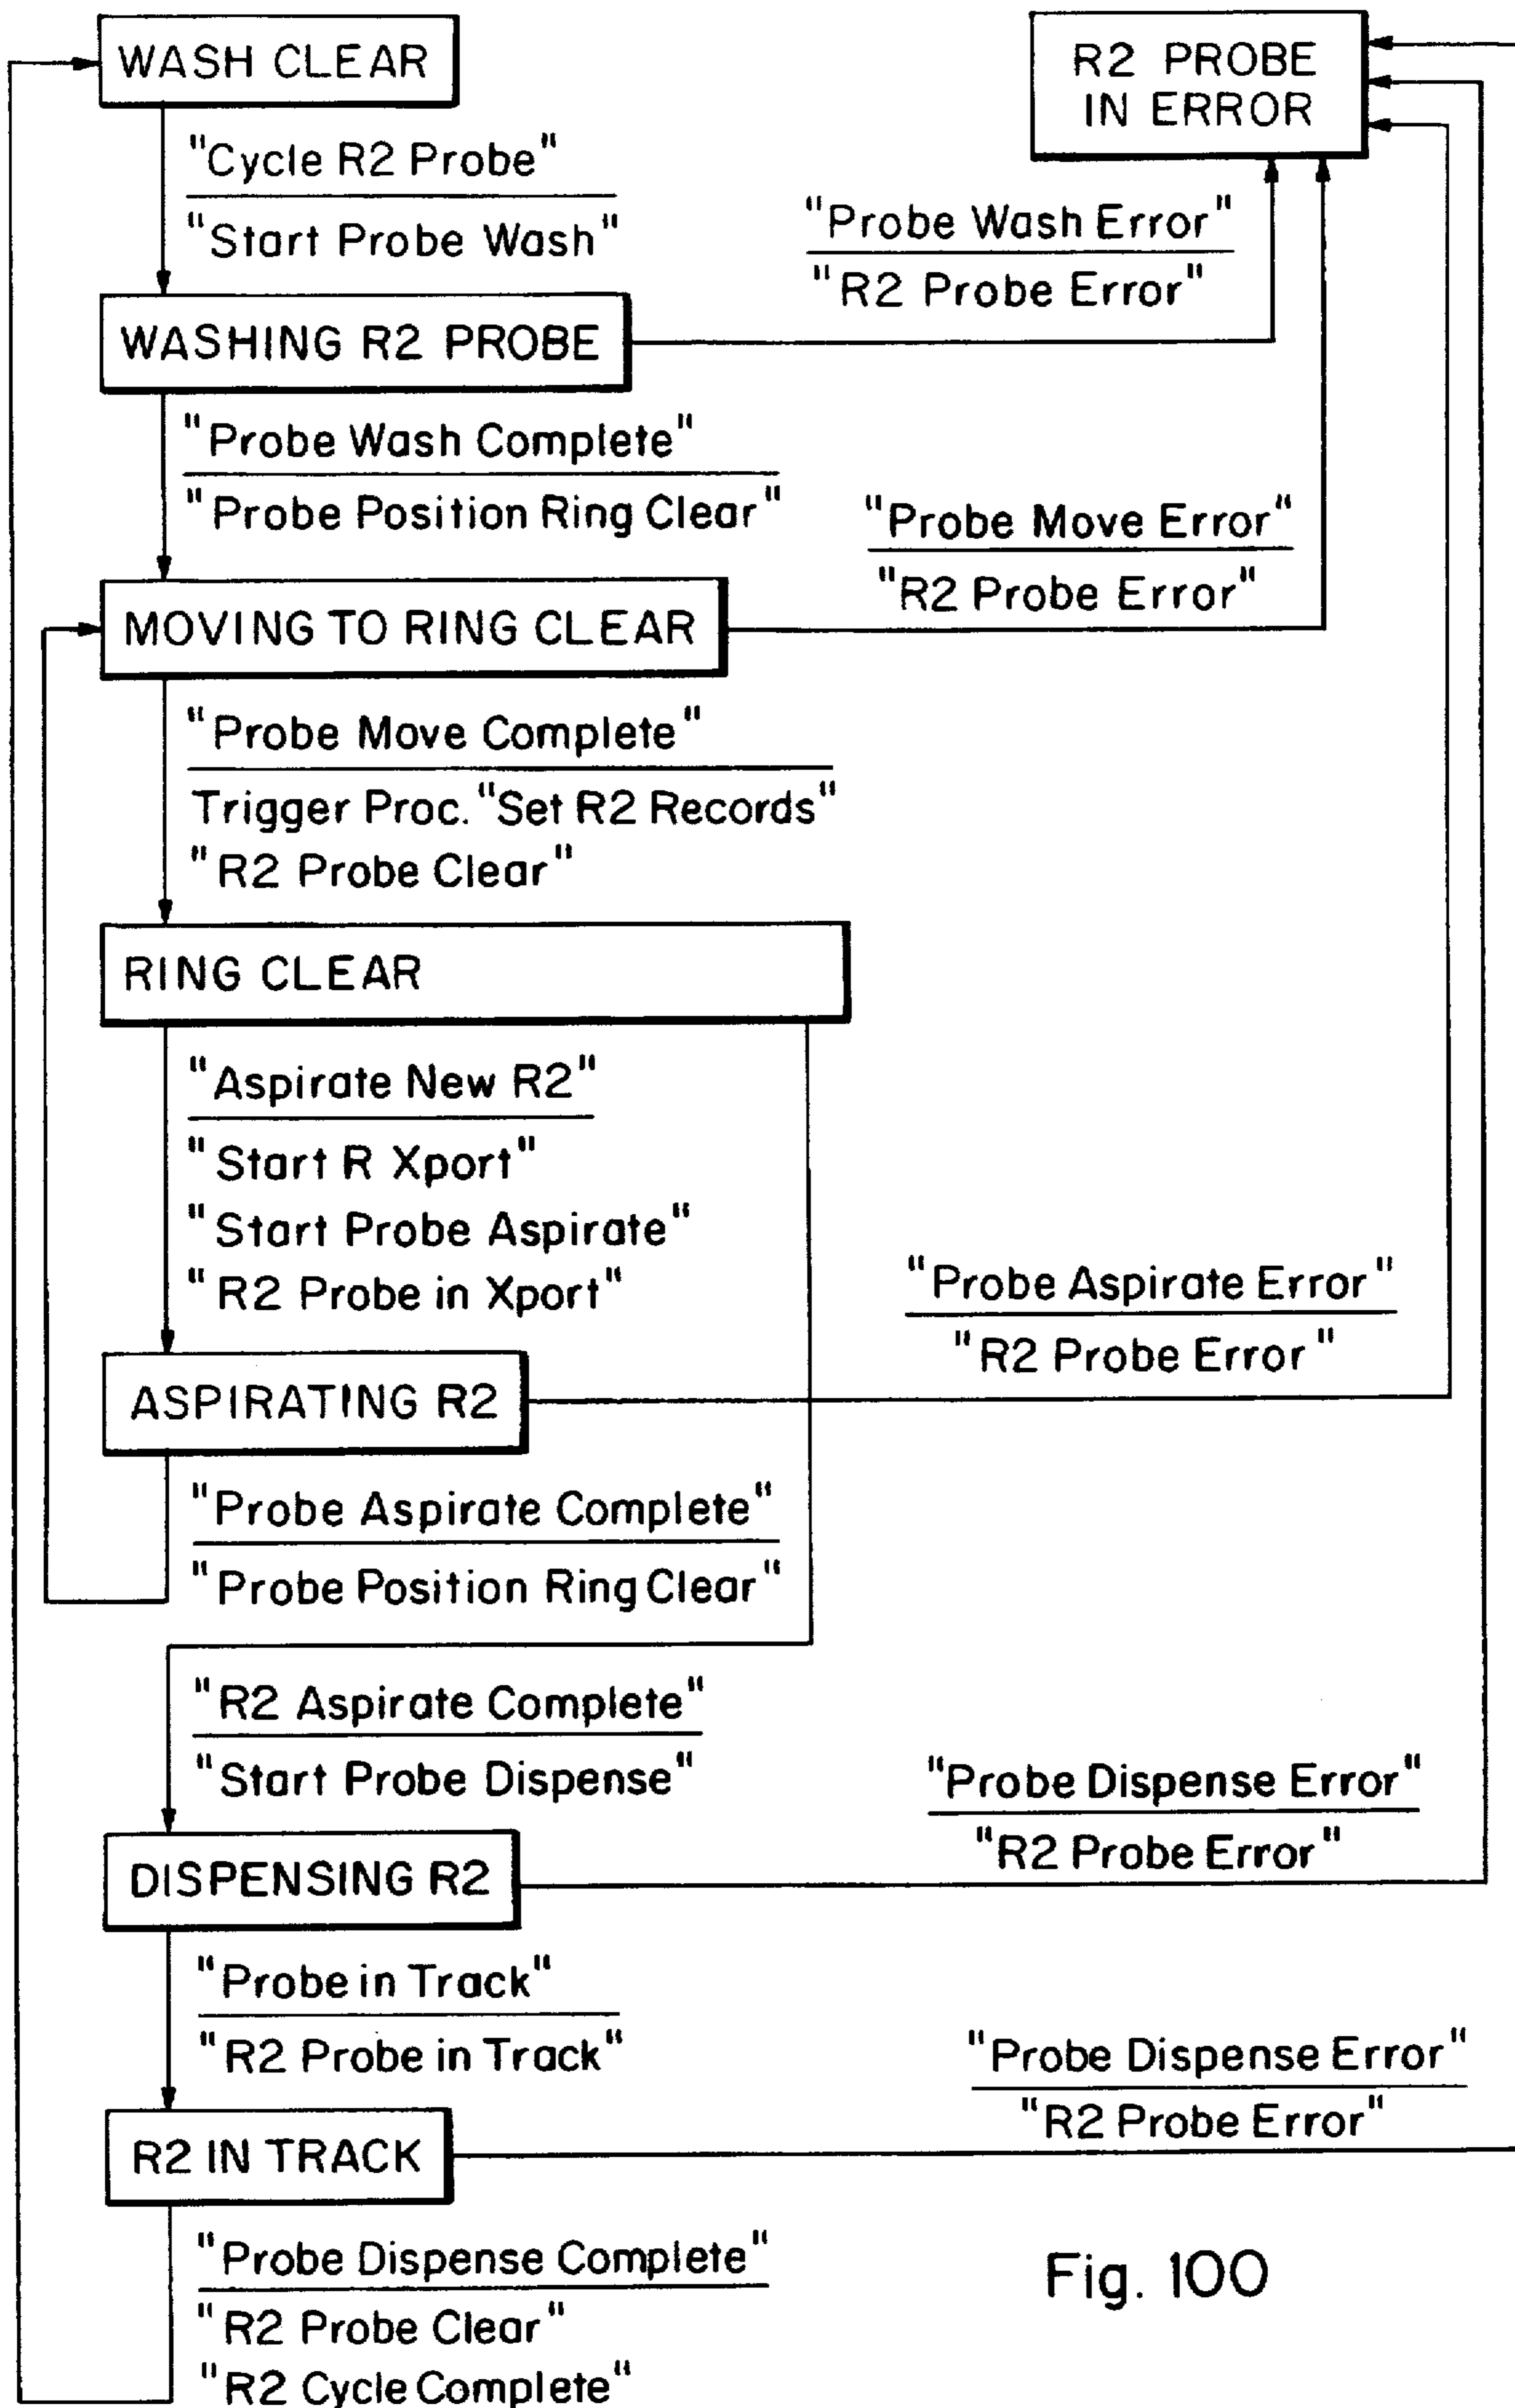 WASH CLEAR
R2 PROBE
IN ERROR
"Cycle R2 Probe"
"Start Probe Wash"
"Probe Wash Error"
"R2 Probe Error"
WASHING R2 PROBE
"Probe Wash Complete"
"Probe Position Ring Clear"
"Probe Move Error"
"R2 Probe Error"
MOVING TO RING CLEAR
"Probe Move Complete"
Trigger Proc. "Set R2 Records"
"R2 Probe Clear"
RING CLEAR
"Aspirate New R2"
"Start R Xport"
"Start Probe Aspirate"
"R2 Probe in Xport"
"Probe Aspirate Error"
"R2 Probe Error"
ASPIRATING R2
"Probe Aspirate Complete"
"Probe Position Ring Clear"
"R2 Aspirate Complete"
"Start Probe Dispense"
"Probe Dispense Error"
"R2 Probe Error"
DISPENSING R2
"Probe in Track"
"R2 Probe in Track"
"Probe Dispense Error"
"R2 Probe Error"
R2 IN TRACK
"Probe Dispense Complete"
"R2 Probe Clear"
"R2 Cycle Complete"
Fig. 100